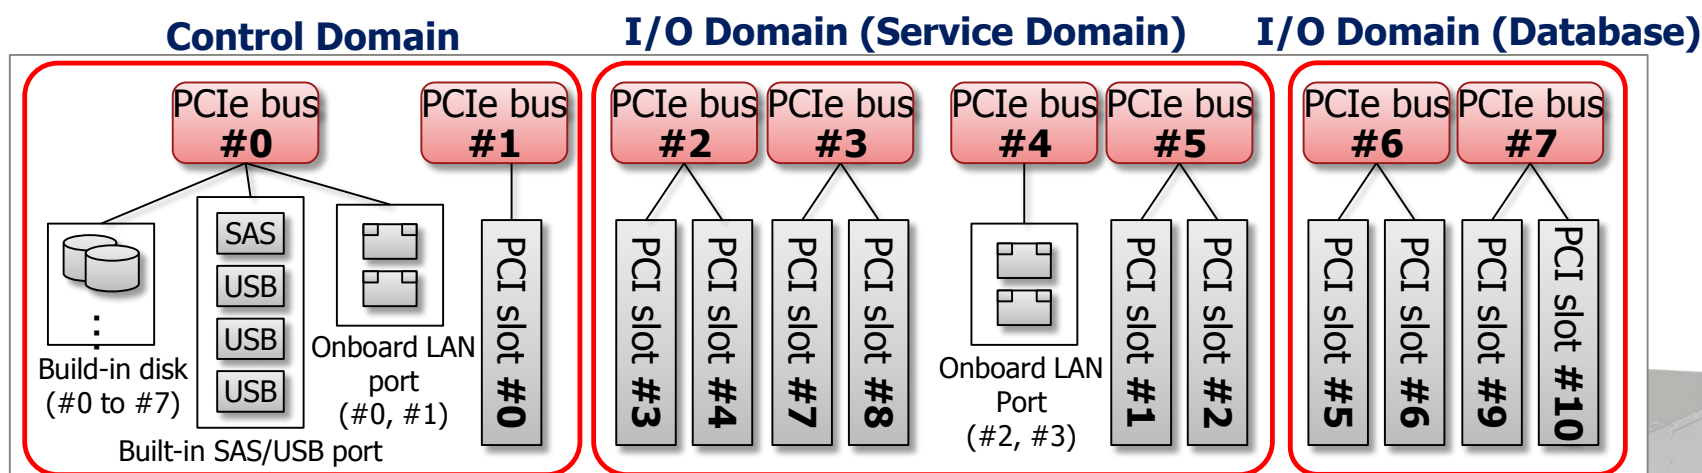 Control Domain
I/O Domain (Service Domain)
I/O Domain (Database)
PCIe bus
#0
PCIe bus
#1
PCIe bus
#2
PCIe bus
#3
PCIe bus
#4
PCIe bus
#5
PCIe bus
#6
PCIe bus
#7
Build-in disk
(#0 to #7)
SAS
USB
USB
USB
Built-in SAS/USB port
Onboard LAN
port
(#0, #1)
PCI slot #0
PCI slot #3
PCI slot #4
PCI slot #7
PCI slot #8
Onboard LAN
Port
(#2, #3)
PCI slot #1
PCI slot #2
PCI slot #5
PCI slot #6
PCI slot #9
PCI slot #10